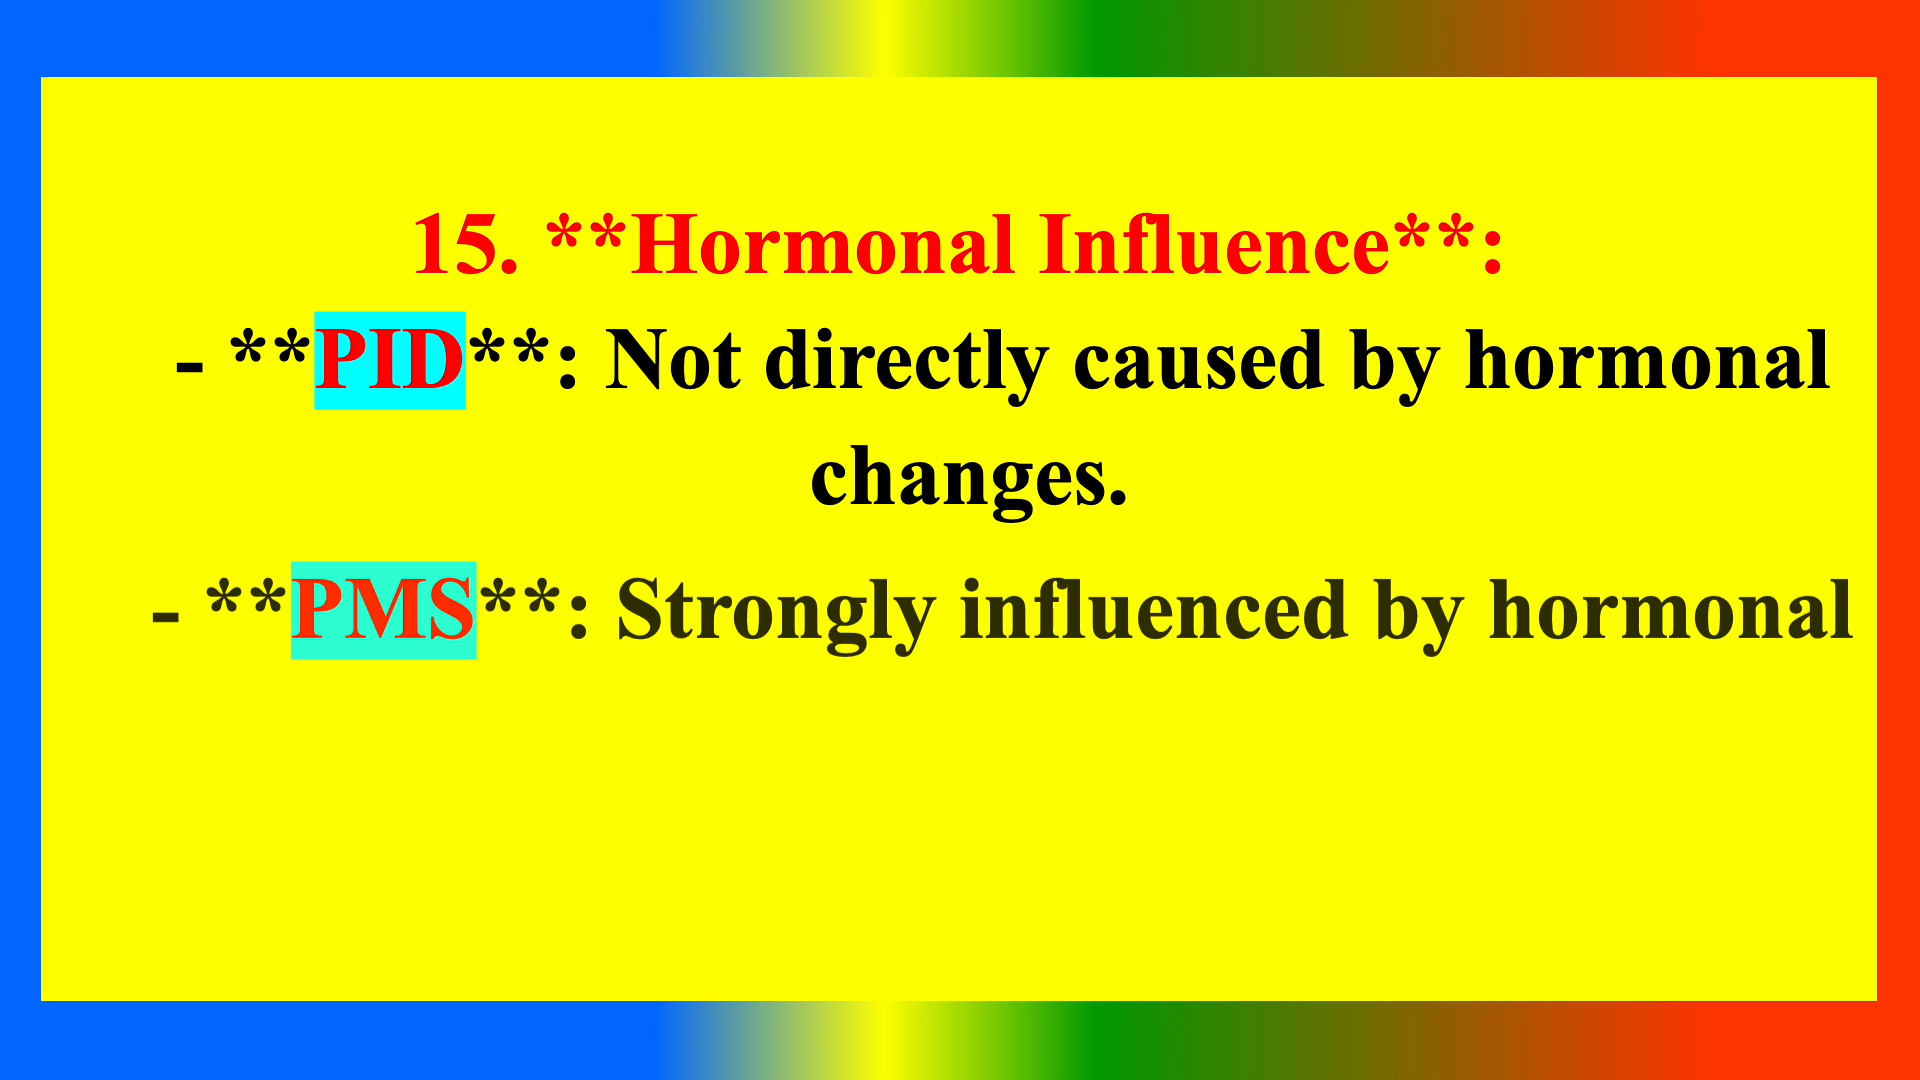 15. **Hormonal Influence**:
- **PID**: Not directly caused by hormonal
changes.
- **PMS**: Strongly influenced by hormonal